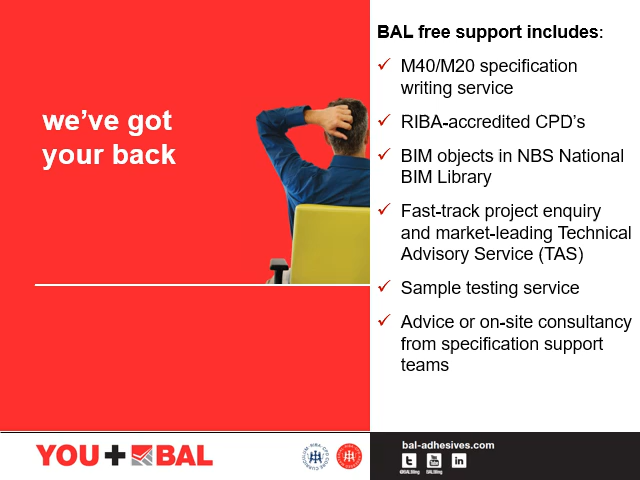 we've got
your back
BAL free support includes:
M40/M20 specification
writing service
RIBA-accredited CPD's
BIM objects in NBS National
BIM Library
Fast-track project enquiry
and market-leading Technical
Advisory Service (TAS)
Sample testing service
Advice or on-site consultancy
from specification support
teams
YOU+BAL
bal-adhesives.com